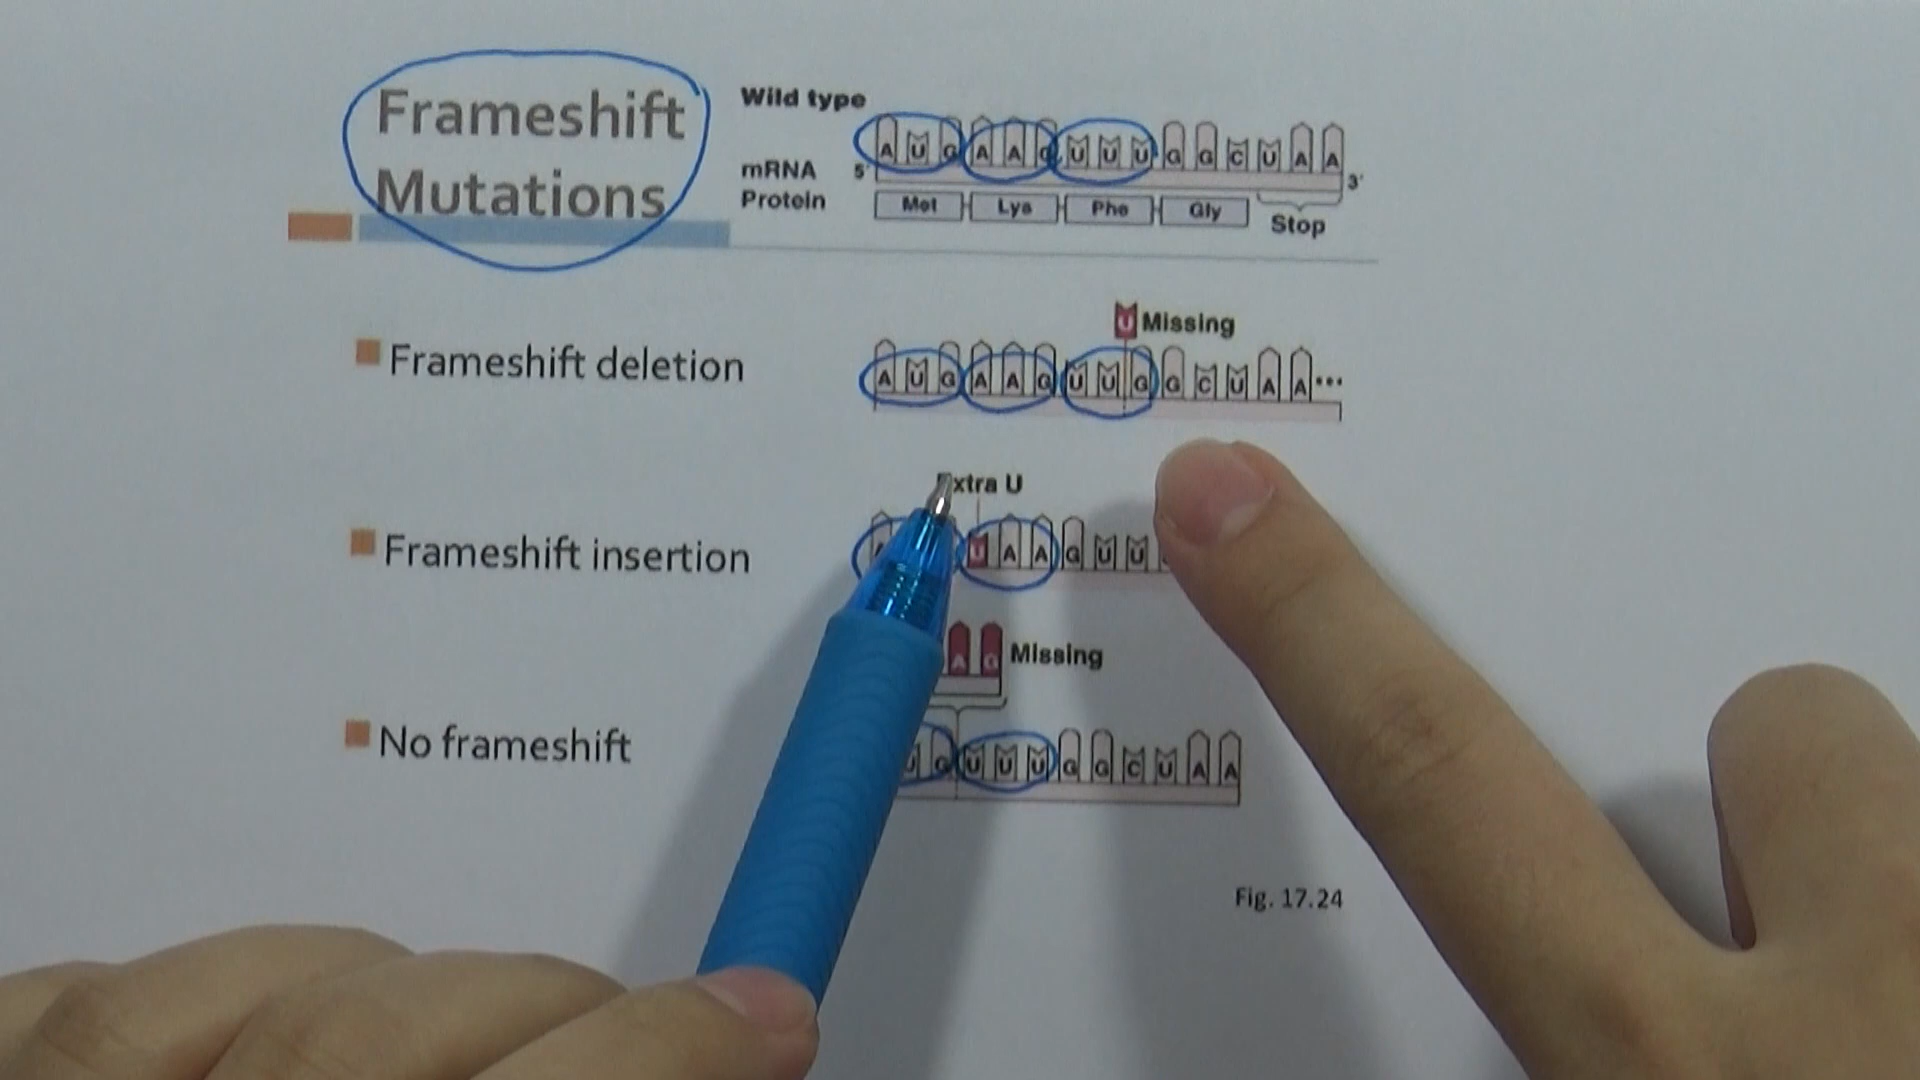 Frameshift
Mutations
Wild type
A U G A A G U U U G G C U A A
mRNA 5' 3'
Protein Met Lys Phe Gly Stop
U Missing
Frameshift deletion
A U G A A G U U G G C U A A...
Extra U
Frameshift insertion
U A A G U U
A G Missing
No frameshift
U G U U U G G C U A A
Fig. 17.24